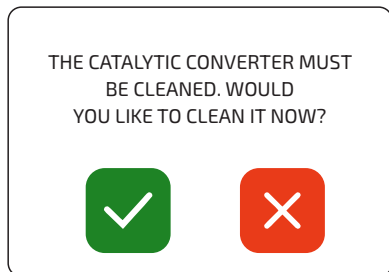 THE CATALYTIC CONVERTER MUST
BE CLEANED. WOULD
YOU LIKE TO CLEAN IT NOW?